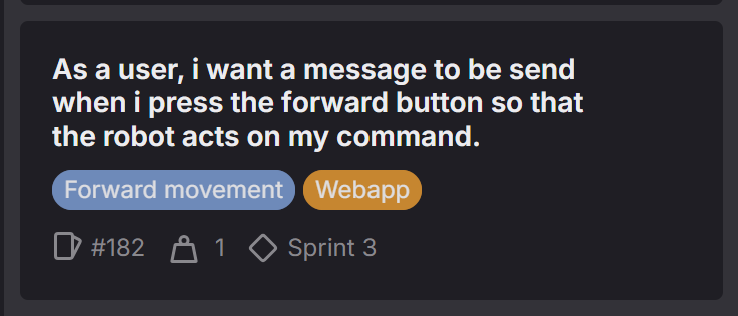 As a user, i want a message to be send
when i press the forward button so that
the robot acts on my command.
Forward movement Webapp
#182 1 Sprint 3